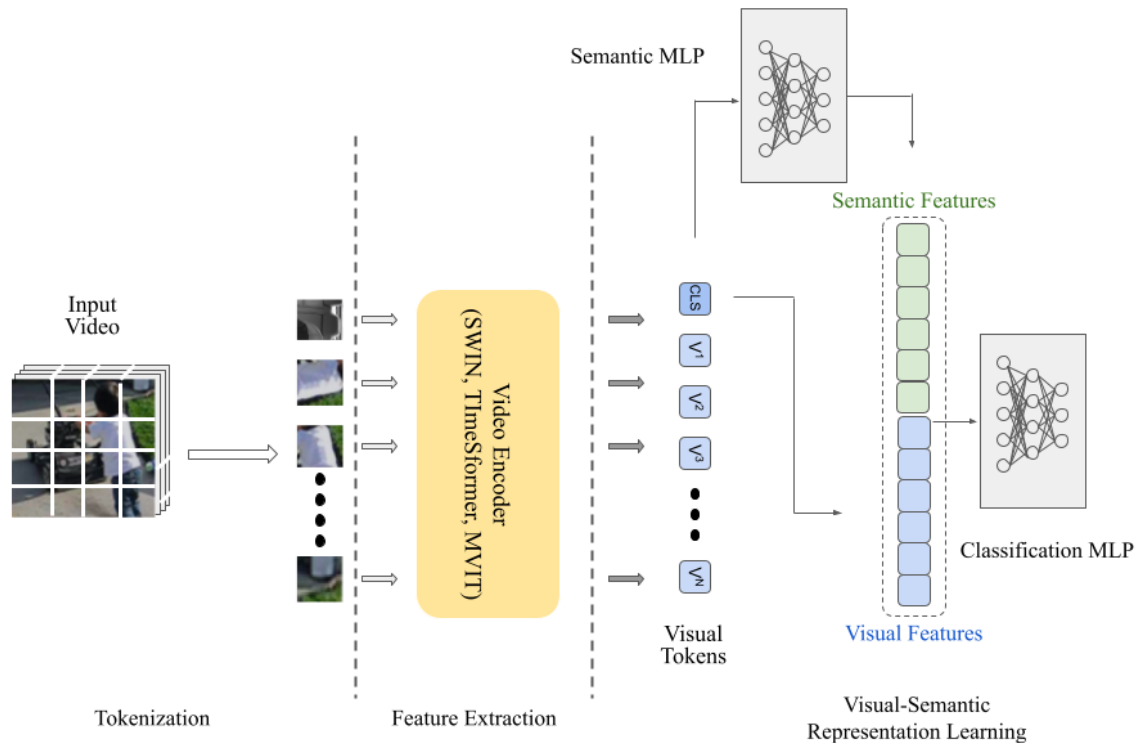 Semantic MLP
Semantic Features
Input
Video
Video Encoder
(SWIN, TImeSformer, MVIT)
CLS
V1
V2
V3
VN
Visual
Tokens
Classification MLP
Visual Features
Tokenization
Feature Extraction
Visual-Semantic
Representation Learning